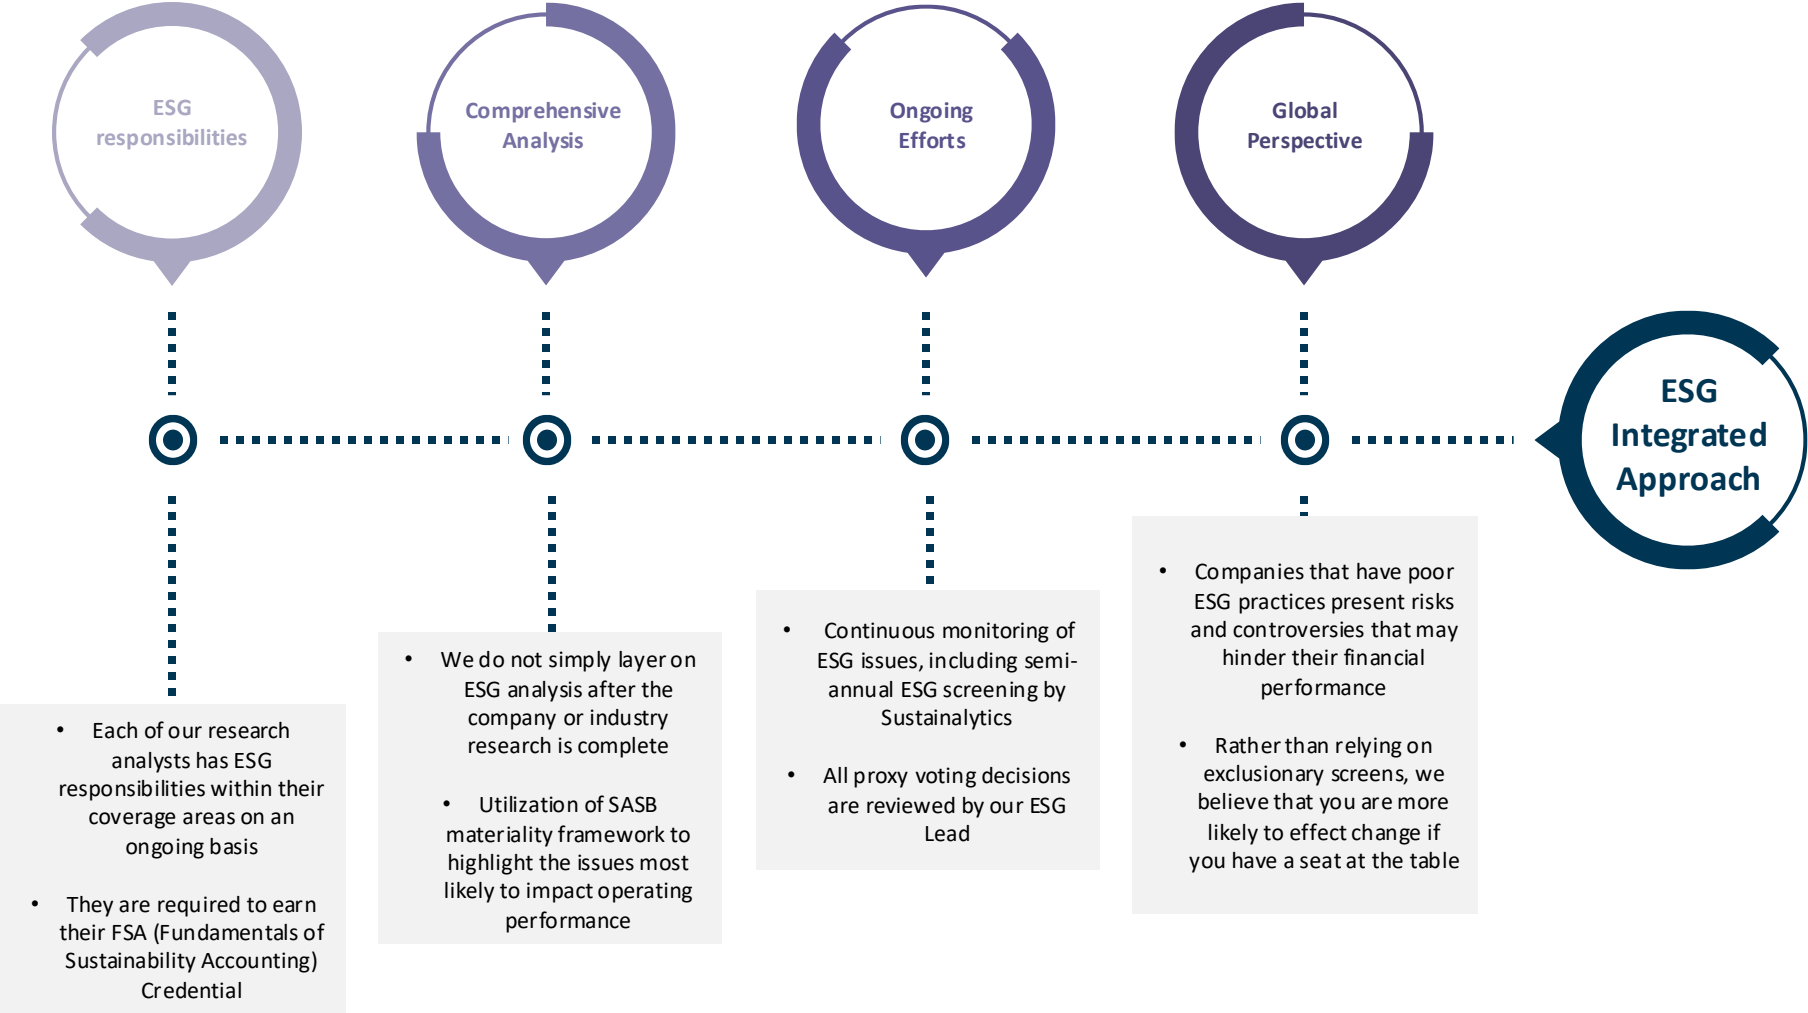 ESG
responsibilities
Comprehensive
Analysis
Ongoing
Efforts
Global
Perspective
ESG
Integrated
Approach
• Each of our research
analysts has ESG
responsibilities within their
coverage areas on an
ongoing basis
• They are required to earn
their FSA (Fundamentals of
Sustainability Accounting)
Credential
• We do not simply layer on
ESG analysis after the
company or industry
research is complete
• Utilization of SASB
materiality framework to
highlight the issues most
likely to impact operating
performance
• Continuous monitoring of
ESG issues, including semi-
annual ESG screening by
Sustainalytics
• All proxy voting decisions
are reviewed by our ESG
Lead
• Companies that have poor
ESG practices present risks
and controversies that may
hinder their financial
performance
• Rather than relying on
exclusionary screens, we
believe that you are more
likely to effect change if
you have a seat at the table